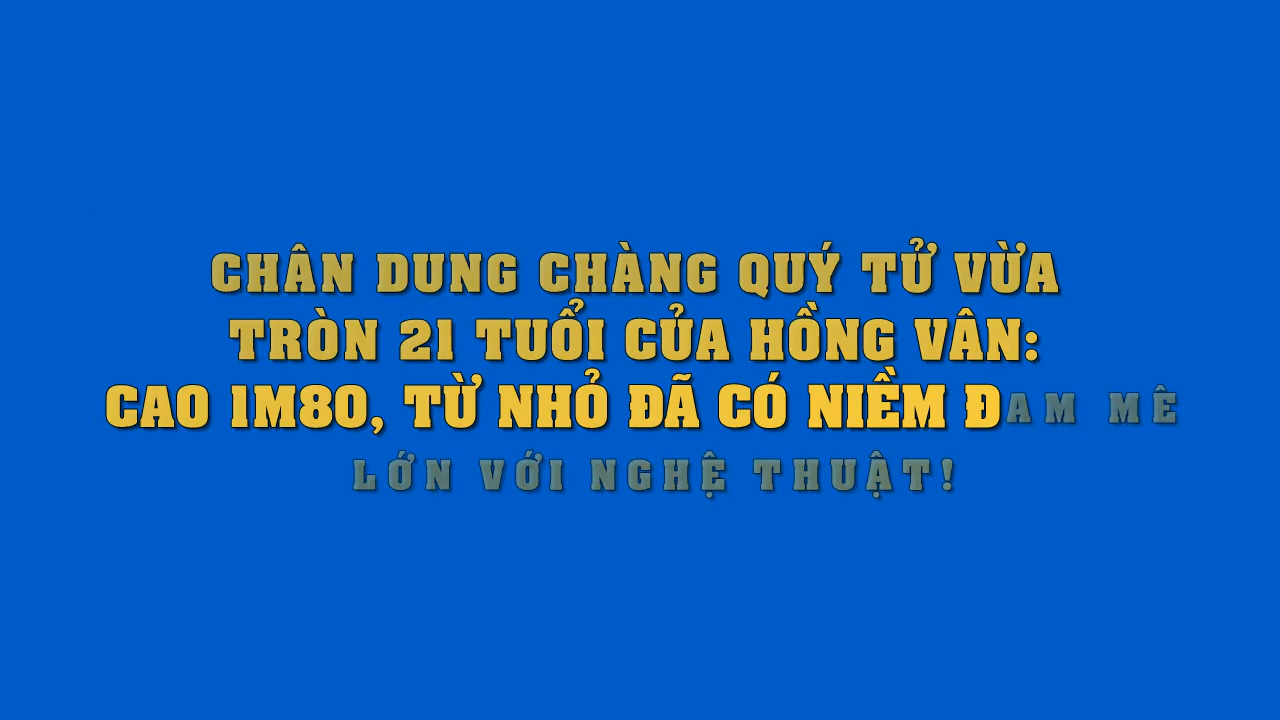 CHÂN DUNG CHÀNG QUÝ TỬ VỪA
TRÒN 21 TUỔI CỦA HỒNG VÂN:
CAO 1M80, TỪ NHỎ ĐÃ CÓ NIỀM ĐAM MÊ
LỚN VỚI NGHỆ THUẬT!